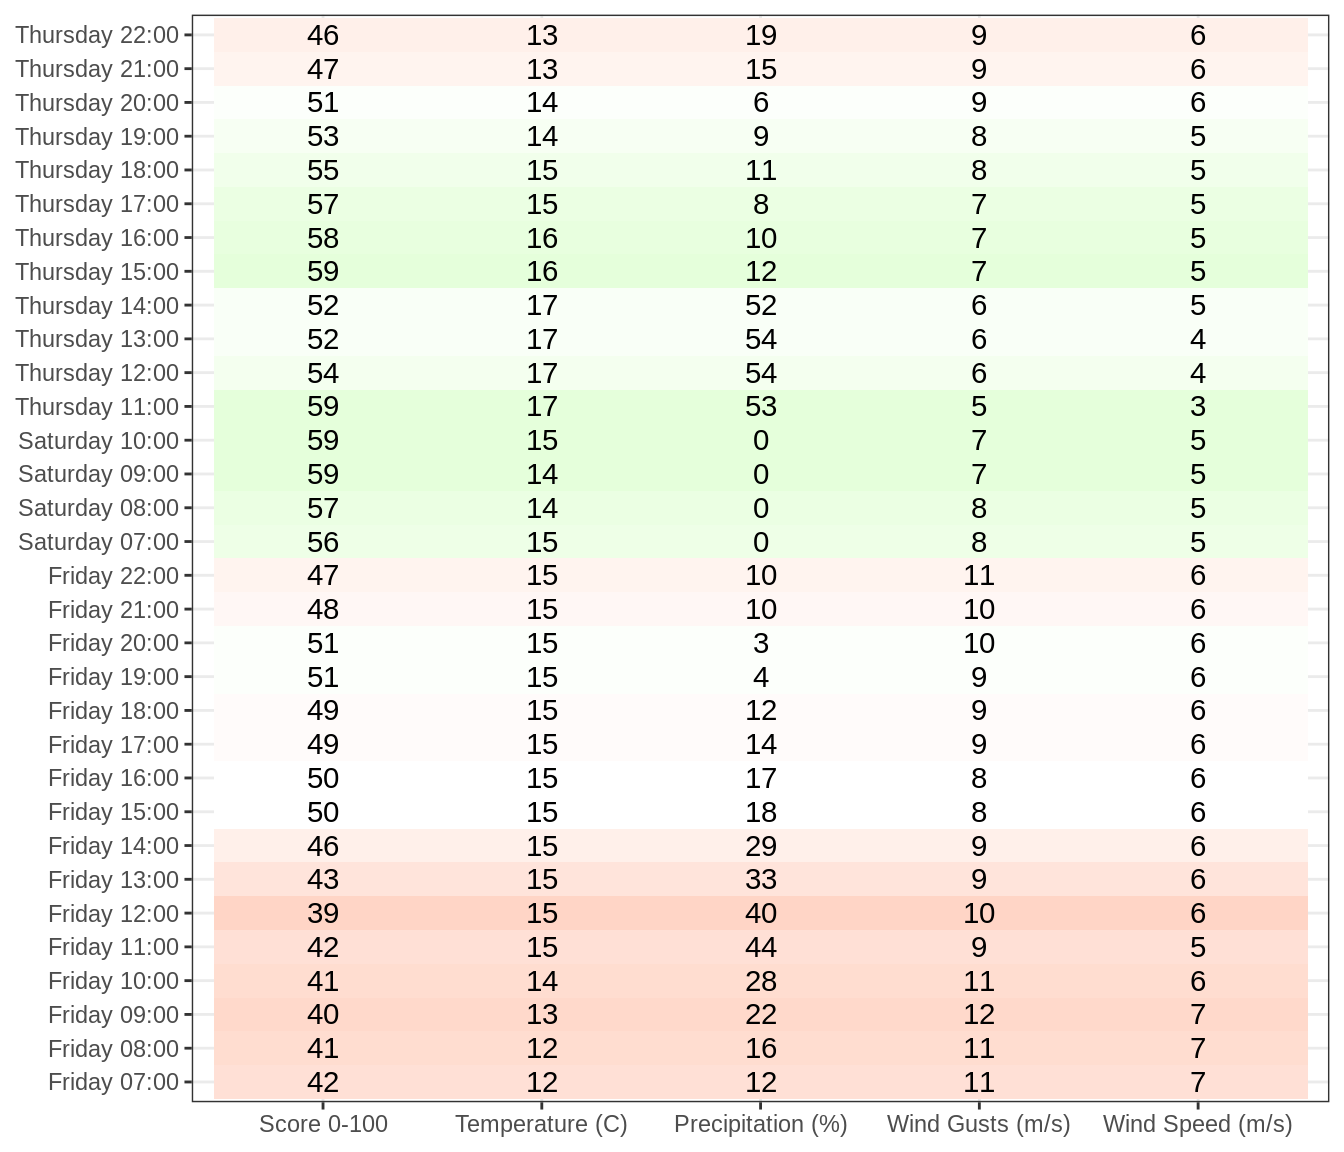 Thursday 22:00 46 13 19 9 6
Thursday 21:00 47 13 15 9 6
Thursday 20:00 51 14 6 9 6
Thursday 19:00 53 14 9 8 5
Thursday 18:00 55 15 11 8 5
Thursday 17:00 57 15 8 7 5
Thursday 16:00 58 16 10 7 5
Thursday 15:00 59 16 12 7 5
Thursday 14:00 52 17 52 6 5
Thursday 13:00 52 17 54 6 4
Thursday 12:00 54 17 54 6 4
Thursday 11:00 59 17 53 5 3
Saturday 10:00 59 15 0 7 5
Saturday 09:00 59 14 0 7 5
Saturday 08:00 57 14 0 8 5
Saturday 07:00 56 15 0 8 5
Friday 22:00 47 15 10 11 6
Friday 21:00 48 15 10 10 6
Friday 20:00 51 15 3 10 6
Friday 19:00 51 15 4 9 6
Friday 18:00 49 15 12 9 6
Friday 17:00 49 15 14 9 6
Friday 16:00 50 15 17 8 6
Friday 15:00 50 15 18 8 6
Friday 14:00 46 15 29 9 6
Friday 13:00 43 15 33 9 6
Friday 12:00 39 15 40 10 6
Friday 11:00 42 15 44 9 5
Friday 10:00 41 14 28 11 6
Friday 09:00 40 13 22 12 7
Friday 08:00 41 12 16 11 7
Friday 07:00 42 12 12 11 7
Score 0-100 Temperature (C) Precipitation (%) Wind Gusts (m/s) Wind Speed (m/s)